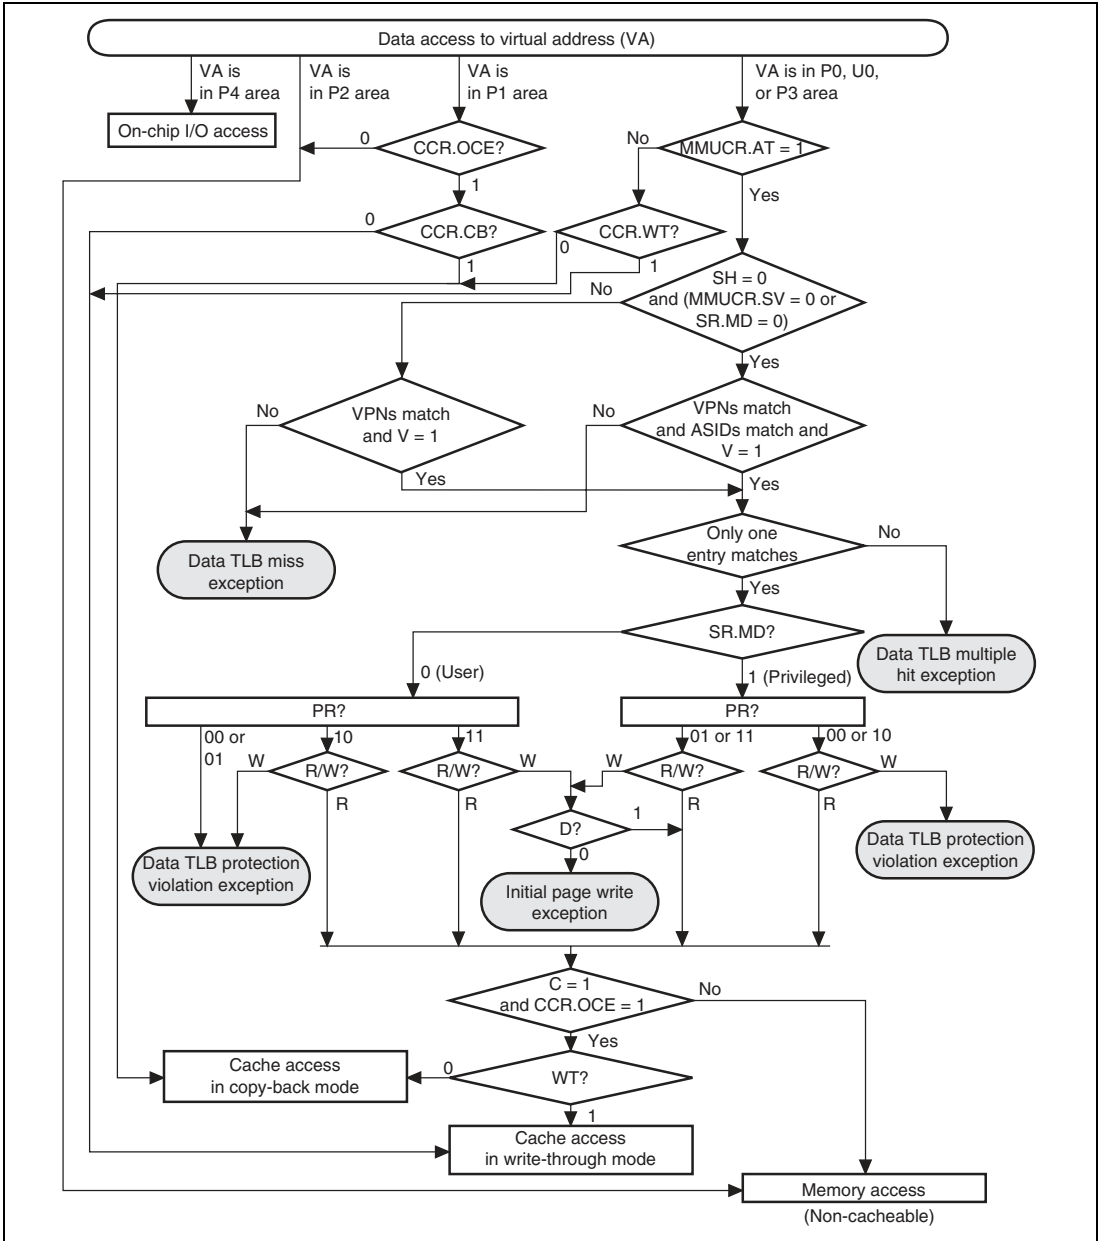 Data access to virtual address (VA)
VA is
in P4 area
VA is
in P2 area
VA is
in P1 area
VA is in P0, U0,
or P3 area
On-chip I/O access
0
CCR.OCE?
No
MMUCR.AT = 1
1
Yes
0
CCR.CB?
CCR.WT?
0
1
1
SH = 0
and (MMUCR.SV = 0 or
SR.MD = 0)
No
Yes
No
VPNs match
and V = 1
No
VPNs match
and ASIDs match and
V = 1
Yes
Yes
Only one
entry matches
No
Data TLB miss
exception
Yes
SR.MD?
Data TLB multiple
hit exception
0 (User)
1 (Privileged)
PR?
PR?
00 or
01
10
11
01 or 11
00 or 10
W
R/W?
R/W?
W
W
R/W?
R/W?
W
R
R
R
R
D?
1
0
Data TLB protection
violation exception
Initial page write
exception
Data TLB protection
violation exception
C = 1
and CCR.OCE = 1
No
Yes
Cache access
in copy-back mode
0
WT?
1
Cache access
in write-through mode
Memory access
(Non-cacheable)